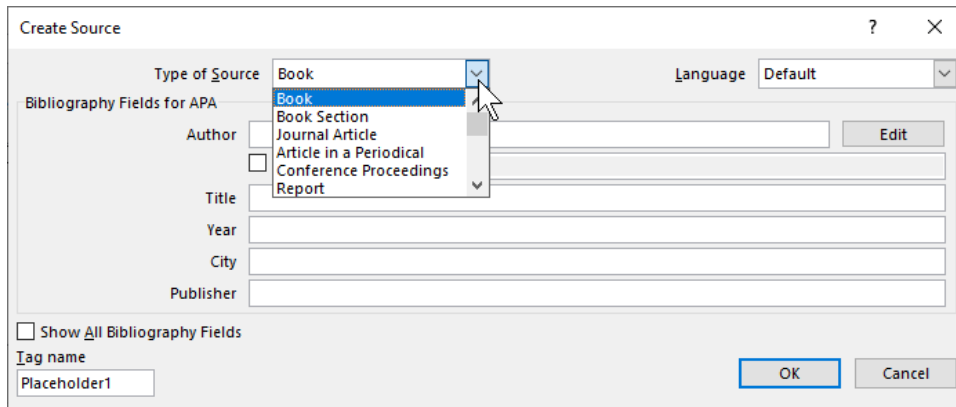 Create Source ?
Type of Source Book Language Default
Bibliography Fields for APA
Book
Book Section
Author Edit
Journal Article
Article in a Periodical
Conference Proceedings
Report
Title
Year
City
Publisher
Show All Bibliography Fields
Tag name
Placeholder1
OK Cancel